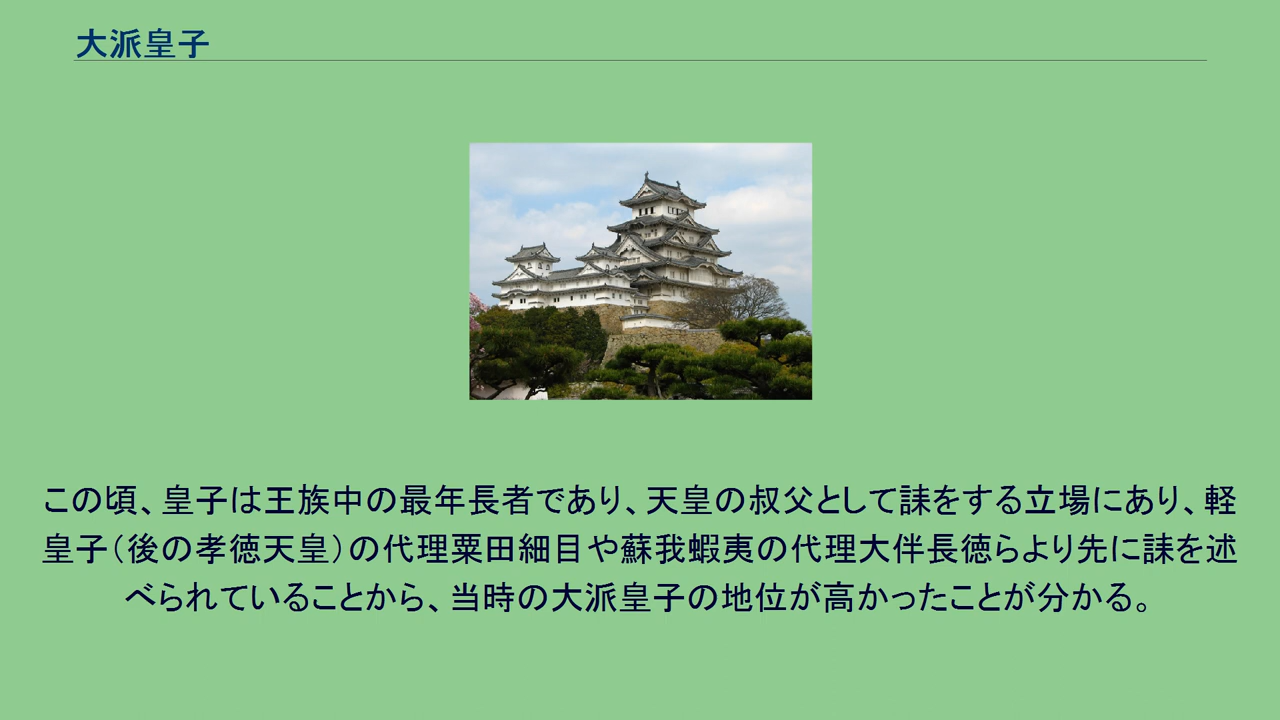 大派皇子
この頃、皇子は王族中の最年長者であり、天皇の叔父として誄をする立場にあり、軽
皇子（後の孝徳天皇）の代理粟田細目や蘇我蝦夷の代理大伴長徳らより先に誄を述
べられていることから、当時の大派皇子の地位が高かったことが分かる。